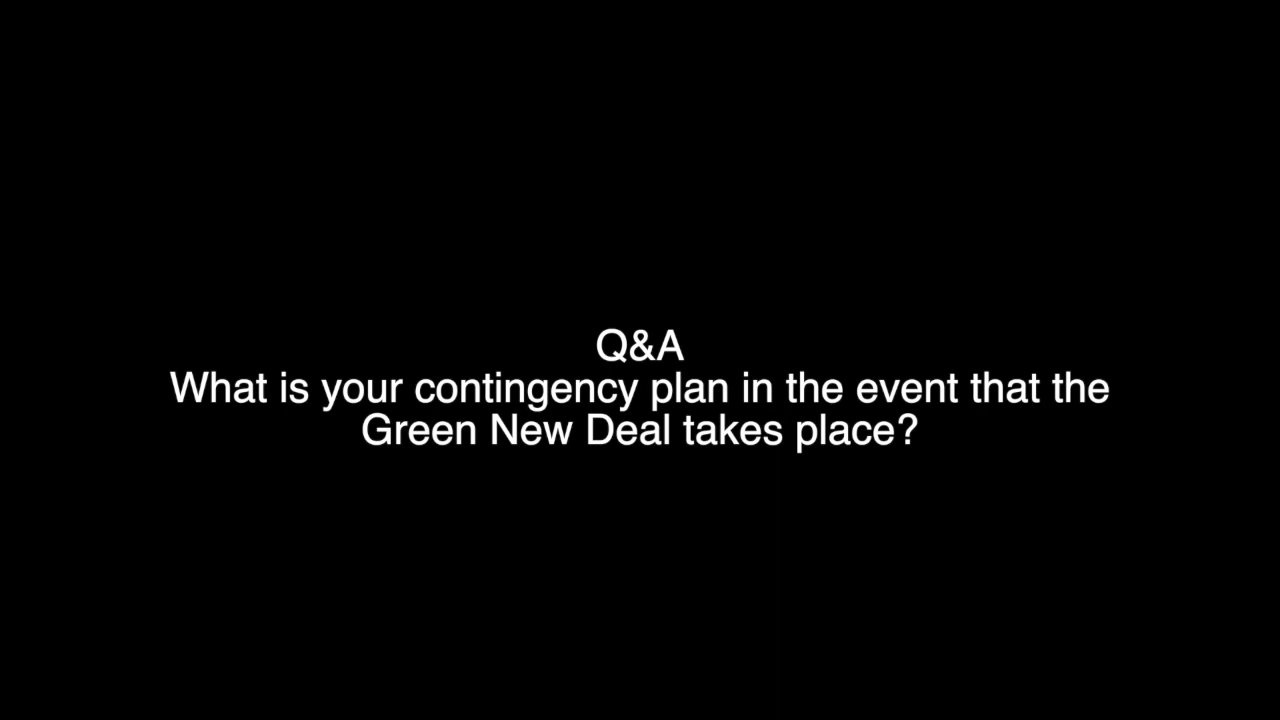 Q&A
What is your contingency plan in the event that the
Green New Deal takes place?